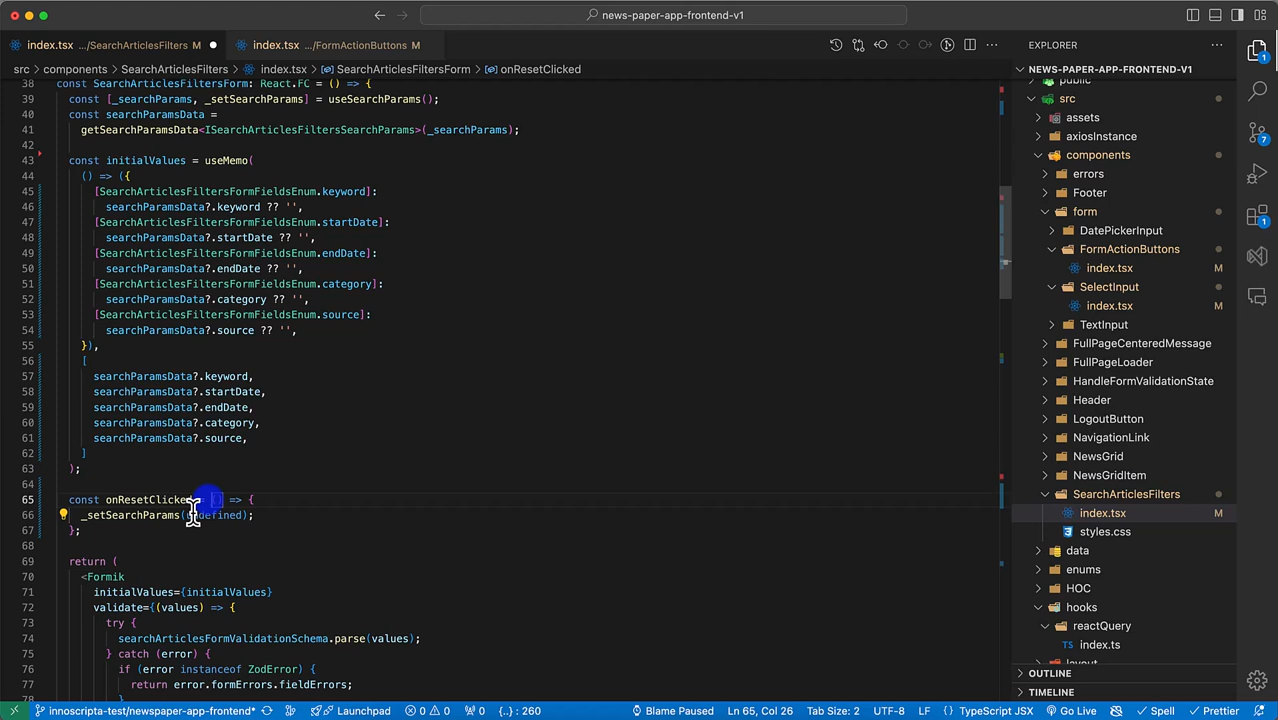 news-paper-app-frontend-v1
index.tsx .../SearchArticlesFilters M
index.tsx .../FormActionButtons M
EXPLORER
src > components > SearchArticlesFilters > index.tsx > SearchArticlesFiltersForm > onResetClicked
38 const SearchArticlesFiltersForm: React.FC = () => {
39 const [_searchParams, _setSearchParams] = useSearchParams();
40 const searchParamsData =
41 getSearchParamsData<ISearchArticlesFiltersSearchParams>(_searchParams);
42
43 const initialValues = useMemo(
44 () => ({
45 [SearchArticlesFiltersFormFieldsEnum.keyword]:
46 searchParamsData?.keyword ?? '',
47 [SearchArticlesFiltersFormFieldsEnum.startDate]:
48 searchParamsData?.startDate ?? '',
49 [SearchArticlesFiltersFormFieldsEnum.endDate]:
50 searchParamsData?.endDate ?? '',
51 [SearchArticlesFiltersFormFieldsEnum.category]:
52 searchParamsData?.category ?? '',
53 [SearchArticlesFiltersFormFieldsEnum.source]:
54 searchParamsData?.source ?? '',
55 }),
56 [
57 searchParamsData?.keyword,
58 searchParamsData?.startDate,
59 searchParamsData?.endDate,
60 searchParamsData?.category,
61 searchParamsData?.source,
62 ]
63 );
64
65 const onResetClicked = () => {
66 _setSearchParams(undefined);
67 };
68
69 return (
70 <Formik
71 initialValues={initialValues}
72 validate={(values) => {
73 try {
74 searchArticlesFormValidationSchema.parse(values);
75 } catch (error) {
76 if (error instanceof ZodError) {
77 return error.formErrors.fieldErrors;
78 }
NEWS-PAPER-APP-FRONTEND-V1
public
src
assets
axiosInstance
components
errors
Footer
form
DatePickerInput
FormActionButtons
index.tsx M
SelectInput
index.tsx M
TextInput
FullPageCenteredMessage
FullPageLoader
HandleFormValidationState
Header
LogoutButton
NavigationLink
NewsGrid
NewsGridItem
SearchArticlesFilters
index.tsx M
styles.css
data
enums
HOC
hooks
reactQuery
index.ts
layout
OUTLINE
TIMELINE
1
7
1
innoscripta-test/newspaper-app-frontend* Launchpad 0 0 0 {..} : 260 Blame Paused Ln 65, Col 26 Tab Size: 2 UTF-8 LF {} TypeScript JSX Go Live Spell Prettier